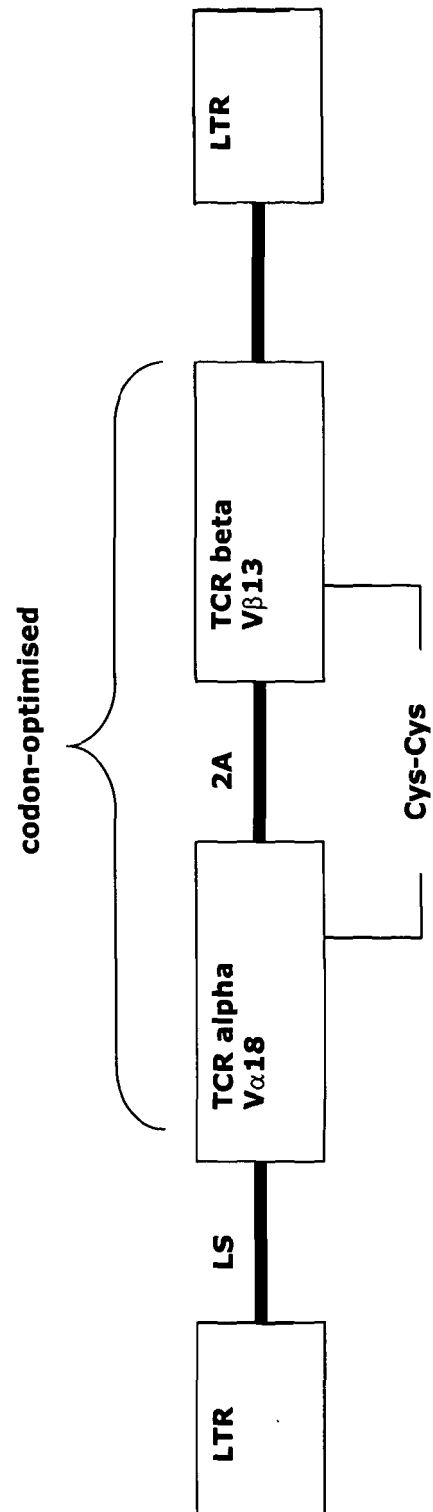 codon-optimised
LTR
LS
TCR alpha
Vα18
2A
TCR beta
Vβ13
LTR
Cys-Cys